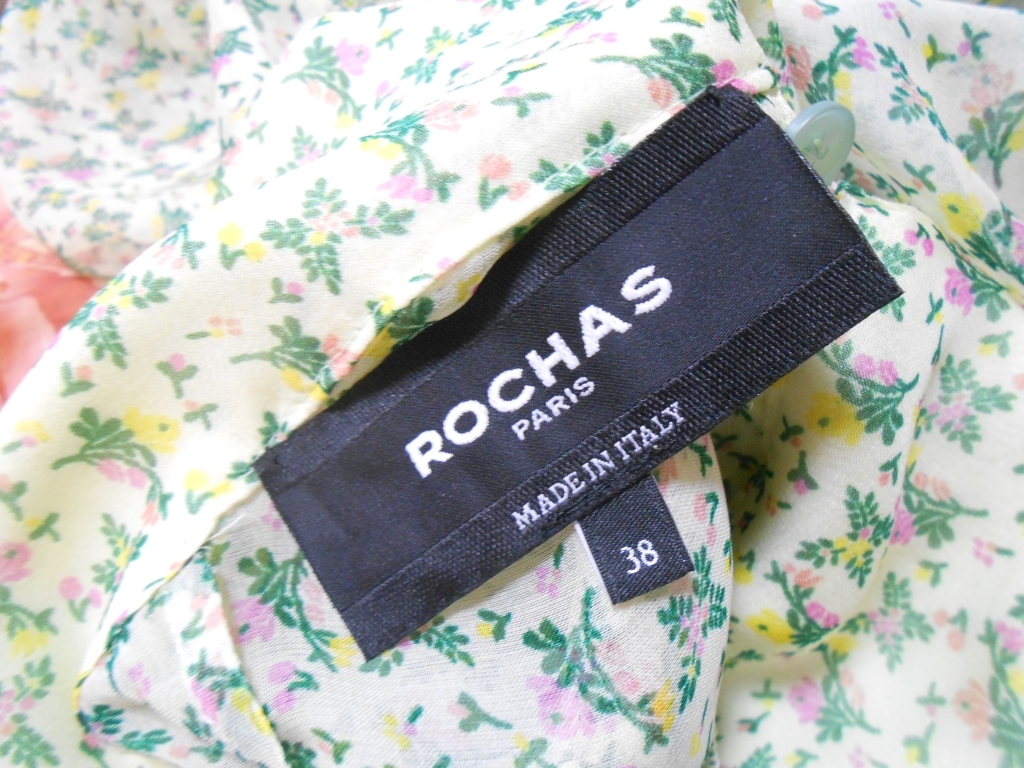 ROCHAS
PARIS
MADE IN ITALY
38